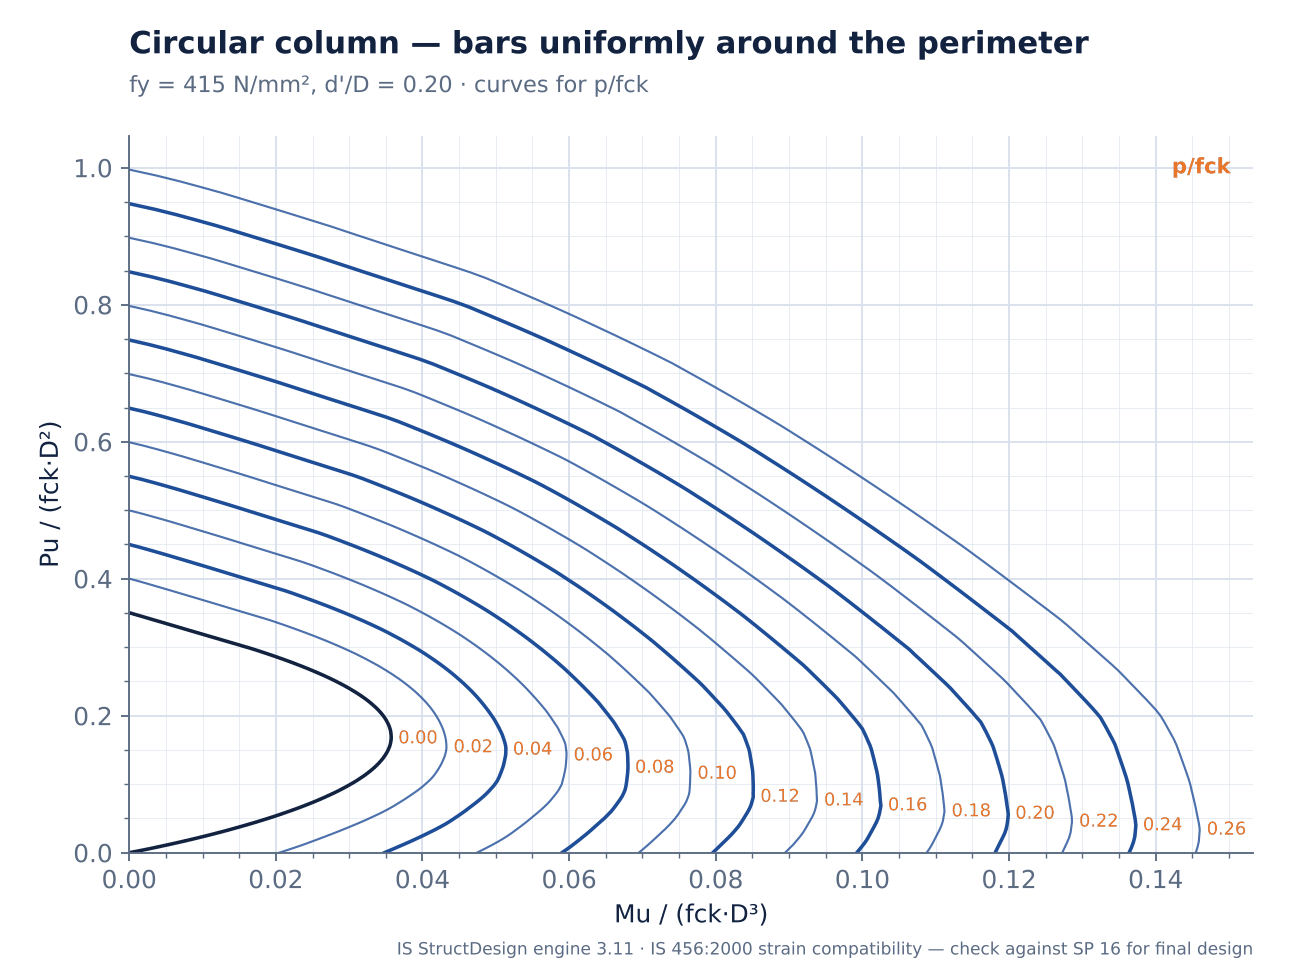 Circular column — bars uniformly around the perimeter
fy = 415 N/mm², d'/D = 0.20 · curves for p/fck
p/fck
Pu / (fck·D²)
1.0
0.8
0.6
0.4
0.2
0.0
0.00
0.02
0.04
0.06
0.08
0.10
0.12
0.14
0.16
0.18
0.20
0.22
0.24
0.26
0.00 0.02 0.04 0.06 0.08 0.10 0.12 0.14
Mu / (fck·D³)
IS StructDesign engine 3.11 · IS 456:2000 strain compatibility — check against SP 16 for final design